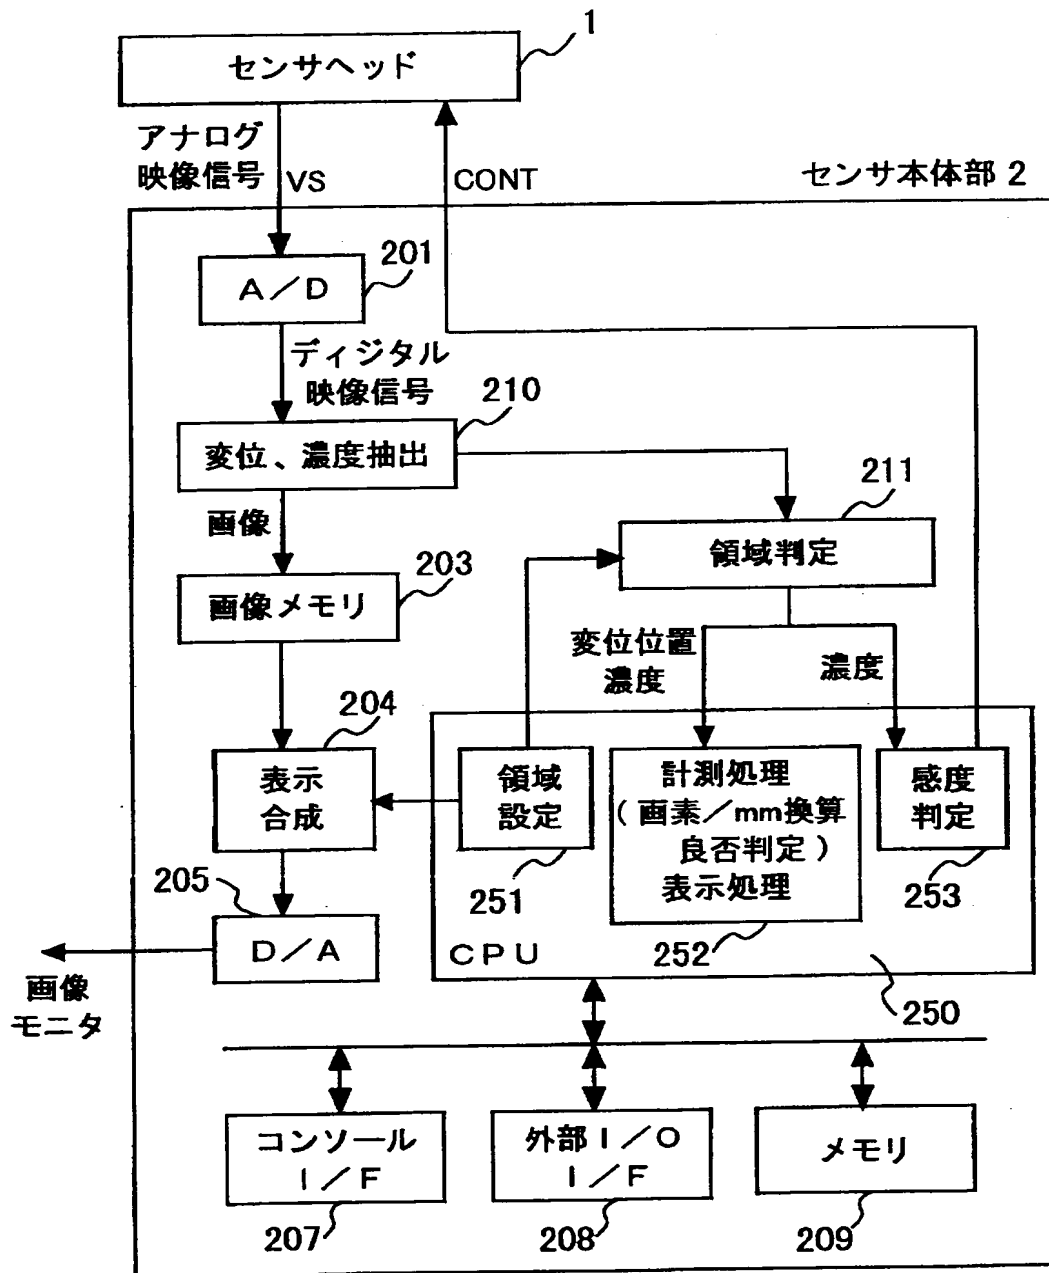 1
センサヘッド
アナログ
映像信号
VS
CONT
センサ本体部 2
201
A/D
ディジタル
映像信号
210
変位、濃度抽出
211
画像
領域判定
203
画像メモリ
変位位置
濃度
濃度
204
表示
合成
領域
設定
計測処理
(画素/mm換算
良否判定)
表示処理
感度
判定
205
251
253
D/A
CPU
252
画像
モニタ
250
コンソール
I/F
外部I/O
I/F
メモリ
207
208
209